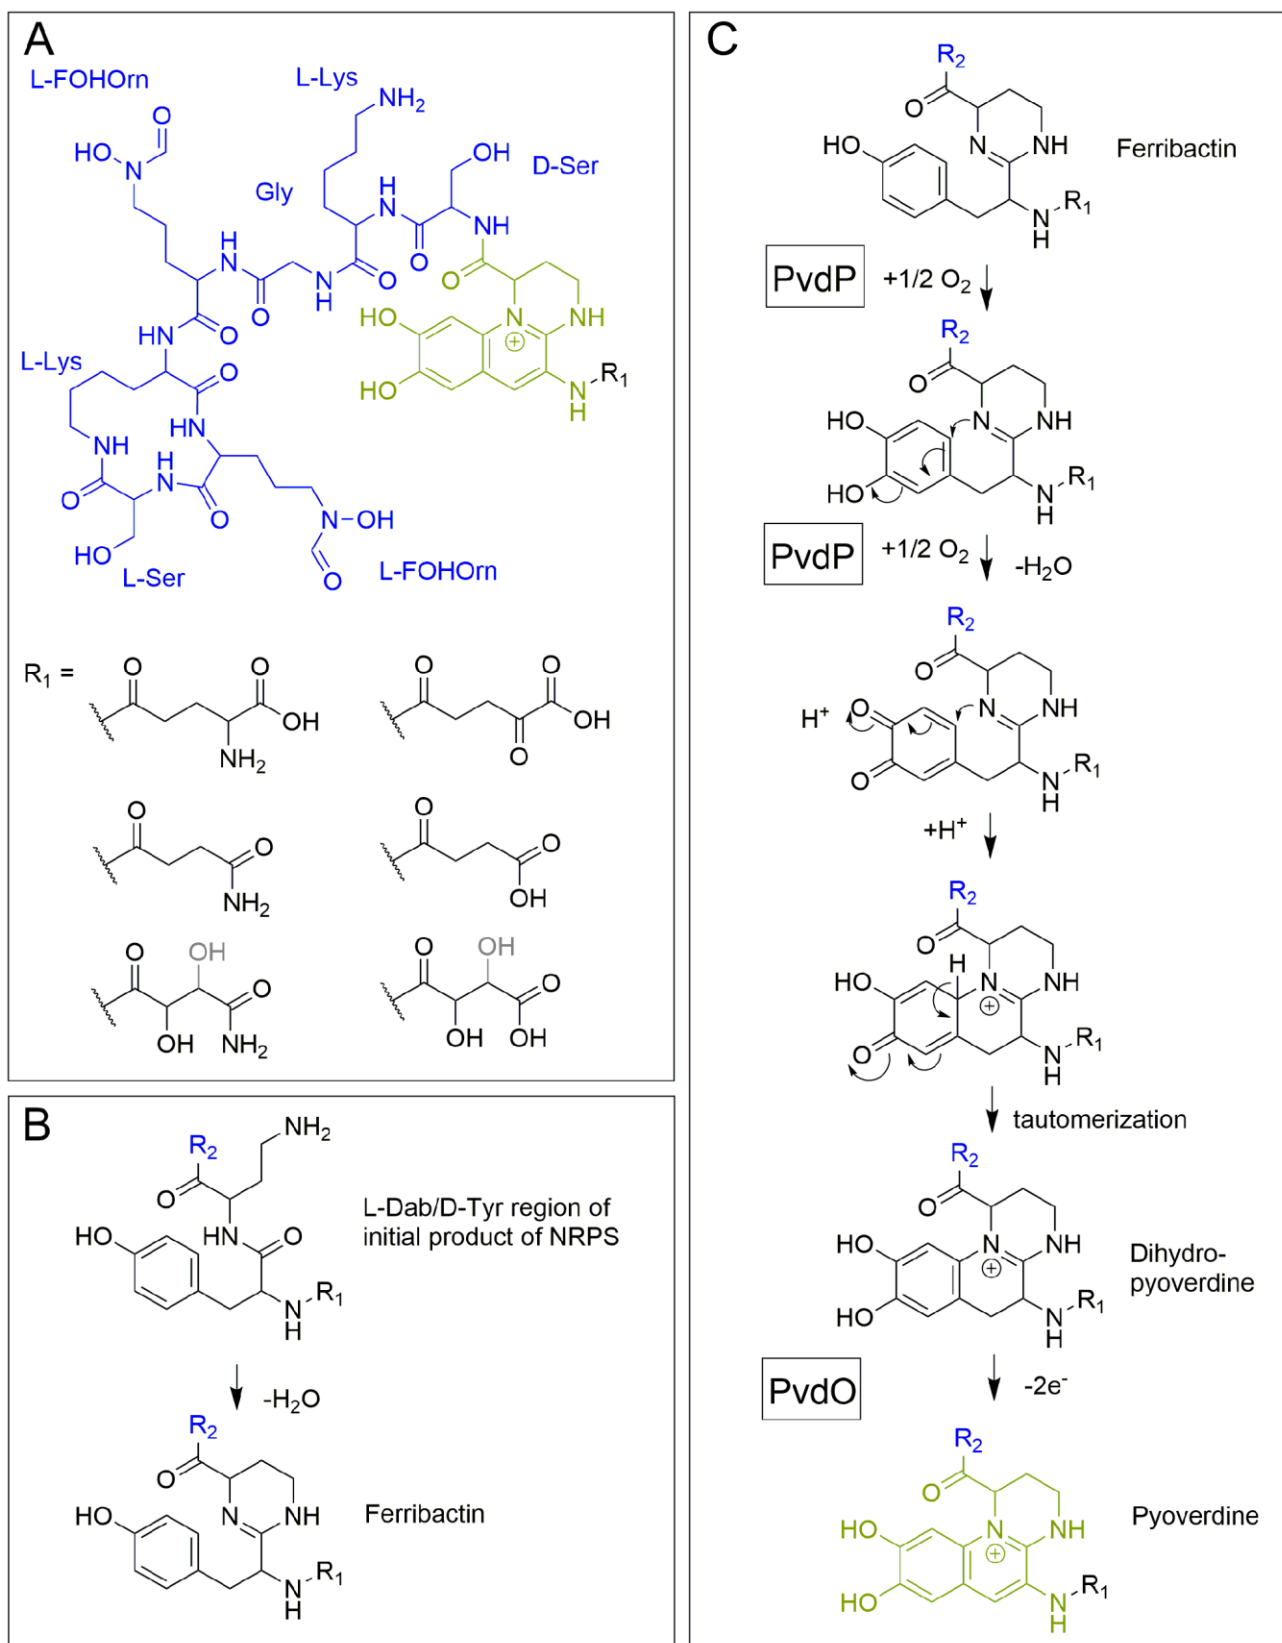 A
L-FOHOrn
L-Lys
O
HO
N
NH2
OH
D-Ser
Gly
H
N
O
NH
H
N
O
N
H
O
O
O
HO
N
+
NH
HO
N
H
R1
H
N
O
HN
O
L-Lys
O
HN
NH
H
N
O
O
O
N-OH
HO
L-Ser
O
L-FOHOrn
R1 =
O
O
OH
NH2
O
O
OH
O
O
O
NH2
O
O
OH
O
OH
O
OH
NH2
O
OH
O
OH
OH
B
R2
NH2
O
HN
O
HO
N
H
R1
L-Dab/D-Tyr region of
initial product of NRPS
-H2O
R2
O
HO
N
NH
N
H
R1
Ferribactin
C
R2
O
HO
N
NH
N
H
R1
Ferribactin
PvdP
+1/2 O2
R2
O
HO
HO
N
NH
N
H
R1
PvdP
+1/2 O2
-H2O
R2
O
H+
O
O
N
NH
N
H
R1
+H+
R2
O
H
HO
N
+
NH
O
N
H
R1
tautomerization
R2
O
HO
N
+
NH
HO
N
H
R1
Dihydro-
pyoverdine
PvdO
-2e-
R2
O
HO
N
+
NH
HO
N
H
R1
Pyoverdine